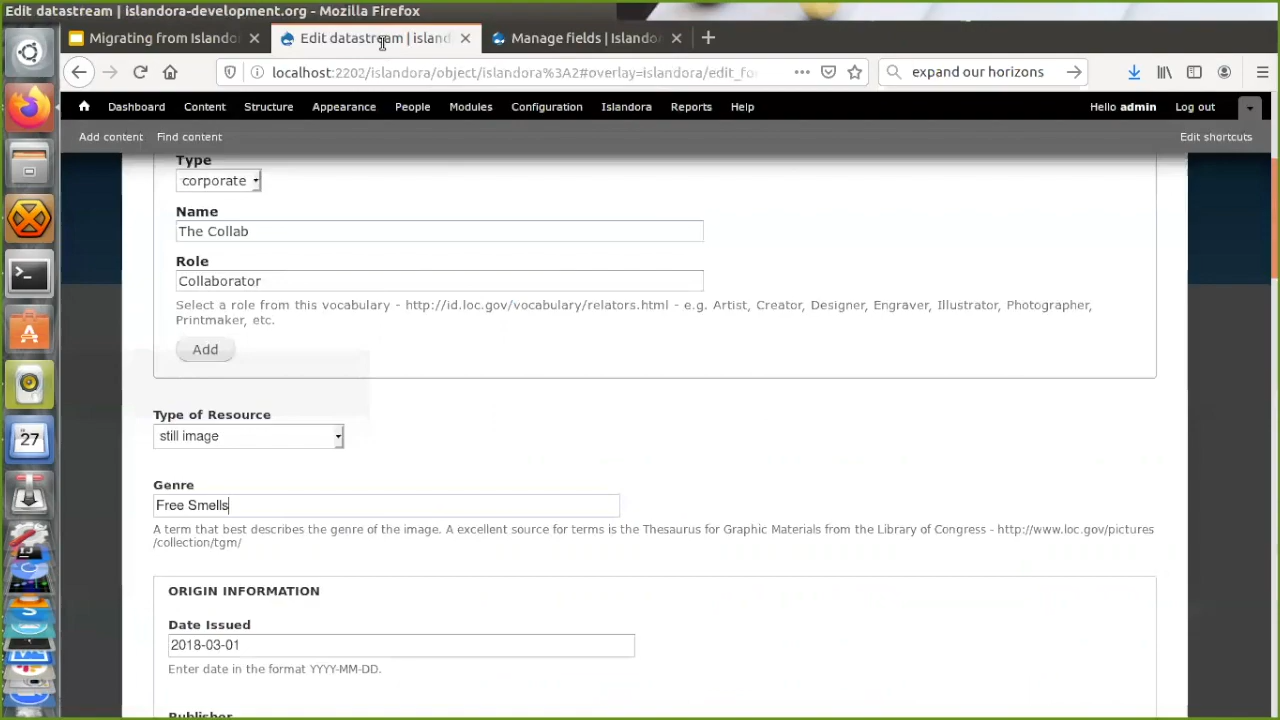 Edit datastream | islandora-development.org - Mozilla Firefox
Migrating from Islando
Edit datastream | island
Manage fields | Islando
localhost:2202/islandora/object/islandora%3A2#overlay=islandora/edit_fo
expand our horizons
Dashboard Content Structure Appearance People Modules Configuration Islandora Reports Help
Hello admin Log out
Add content Find content
Edit shortcuts
Type
corporate
Name
The Collab
Role
Collaborator
Select a role from this vocabulary - http://id.loc.gov/vocabulary/relators.html - e.g. Artist, Creator, Designer, Engraver, Illustrator, Photographer,
Printmaker, etc.
Add
Type of Resource
still image
Genre
Free Smells
A term that best describes the genre of the image. A excellent source for terms is the Thesaurus for Graphic Materials from the Library of Congress - http://www.loc.gov/pictures
/collection/tgm/
ORIGIN INFORMATION
Date Issued
2018-03-01
Enter date in the format YYYY-MM-DD.
Publisher
27